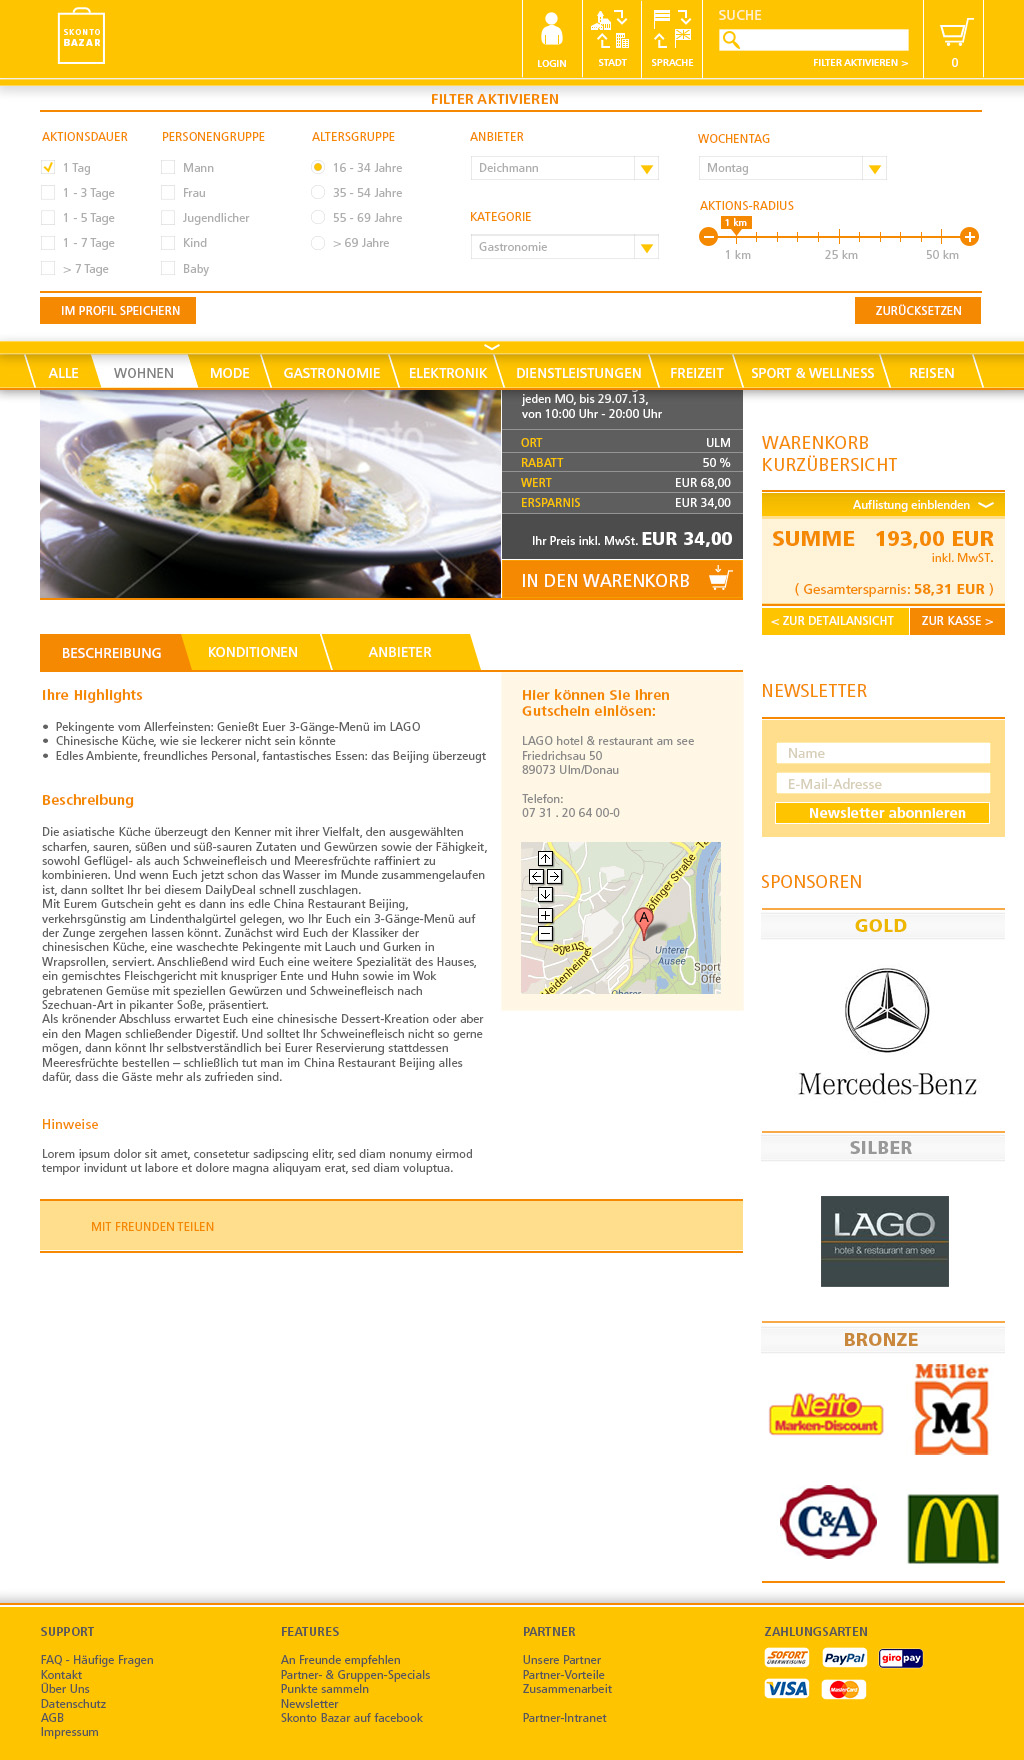 SKONTO
BAZAR
LOGIN
STADT
SPRACHE
SUCHE
FILTER AKTIVIEREN >
0
FILTER AKTIVIEREN
AKTIONSDAUER
1 Tag
1 - 3 Tage
1 - 5 Tage
1 - 7 Tage
> 7 Tage
PERSONENGRUPPE
Mann
Frau
Jugendlicher
Kind
Baby
ALTERSGRUPPE
16 - 34 Jahre
35 - 54 Jahre
55 - 69 Jahre
> 69 Jahre
ANBIETER
Deichmann
KATEGORIE
Gastronomie
WOCHENTAG
Montag
AKTIONS-RADIUS
1 km
1 km 25 km 50 km
IM PROFIL SPEICHERN
ZURÜCKSETZEN
ALLE WOHNEN MODE GASTRONOMIE ELEKTRONIK DIENSTLEISTUNGEN FREIZEIT SPORT & WELLNESS REISEN
jeden MO, bis 29.07.13,
von 10:00 Uhr - 20:00 Uhr
ORT ULM
RABATT 50 %
WERT EUR 68,00
ERSPARNIS EUR 34,00
Ihr Preis inkl. MwSt. EUR 34,00
IN DEN WARENKORB
WARENKORB
KURZÜBERSICHT
Auflistung einblenden
SUMME 193,00 EUR
inkl. MwST.
( Gesamtersparnis: 58,31 EUR )
< ZUR DETAILANSICHT
ZUR KASSE >
BESCHREIBUNG KONDITIONEN ANBIETER
Ihre Highlights
• Pekingente vom Allerfeinsten: Genießt Euer 3-Gänge-Menü im LAGO
• Chinesische Küche, wie sie leckerer nicht sein könnte
• Edles Ambiente, freundliches Personal, fantastisches Essen: das Beijing überzeugt
Beschreibung
Die asiatische Küche überzeugt den Kenner mit ihrer Vielfalt, den ausgewählten
scharfen, sauren, süßen und süß-sauren Zutaten und Gewürzen sowie der Fähigkeit,
sowohl Geflügel- als auch Schweinefleisch und Meeresfrüchte raffiniert zu
kombinieren. Und wenn Euch jetzt schon das Wasser im Munde zusammengelaufen
ist, dann solltet Ihr bei diesem DailyDeal schnell zuschlagen.
Mit Eurem Gutschein geht es dann ins edle China Restaurant Beijing,
verkehrsgünstig am Lindenthalgürtel gelegen, wo Ihr Euch ein 3-Gänge-Menü auf
der Zunge zergehen lassen könnt. Zunächst wird Euch der Klassiker der
chinesischen Küche, eine waschechte Pekingente mit Lauch und Gurken in
Wrapsrollen, serviert. Anschließend wird Euch eine weitere Spezialität des Hauses,
ein gemischtes Fleischgericht mit knuspriger Ente und Huhn sowie im Wok
gebratenen Gemüse mit speziellen Gewürzen und Schweinefleisch nach
Szechuan-Art in pikanter Soße, präsentiert.
Als krönender Abschluss erwartet Euch eine chinesische Dessert-Kreation oder aber
ein den Magen schließender Digestif. Und solltet Ihr Schweinefleisch nicht so gerne
mögen, dann könnt Ihr selbstverständlich bei Eurer Reservierung stattdessen
Meeresfrüchte bestellen – schließlich tut man im China Restaurant Beijing alles
dafür, dass die Gäste mehr als zufrieden sind.
Hinweise
Lorem ipsum dolor sit amet, consetetur sadipscing elitr, sed diam nonumy eirmod
tempor invidunt ut labore et dolore magna aliquyam erat, sed diam voluptua.
MIT FREUNDEN TEILEN
Hier können Sie Ihren
Gutschein einlösen:
LAGO hotel & restaurant am see
Friedrichsau 50
89073 Ulm/Donau
Telefon:
07 31 . 20 64 00-0
A
Unterer
Ausee
Sport
Offe
NEWSLETTER
Name
E-Mail-Adresse
Newsletter abonnieren
SPONSOREN
GOLD
Mercedes-Benz
SILBER
LAGO
hotel & restaurant am see
BRONZE
Netto
Marken-Discount
Müller
M
C&A
M
SUPPORT
FAQ - Häufige Fragen
Kontakt
Über Uns
Datenschutz
AGB
Impressum
FEATURES
An Freunde empfehlen
Partner- & Gruppen-Specials
Punkte sammeln
Newsletter
Skonto Bazar auf facebook
PARTNER
Unsere Partner
Partner-Vorteile
Zusammenarbeit
Partner-Intranet
ZAHLUNGSARTEN
SOFORT
ÜBERWEISUNG
PayPal
giropay
VISA
MasterCard